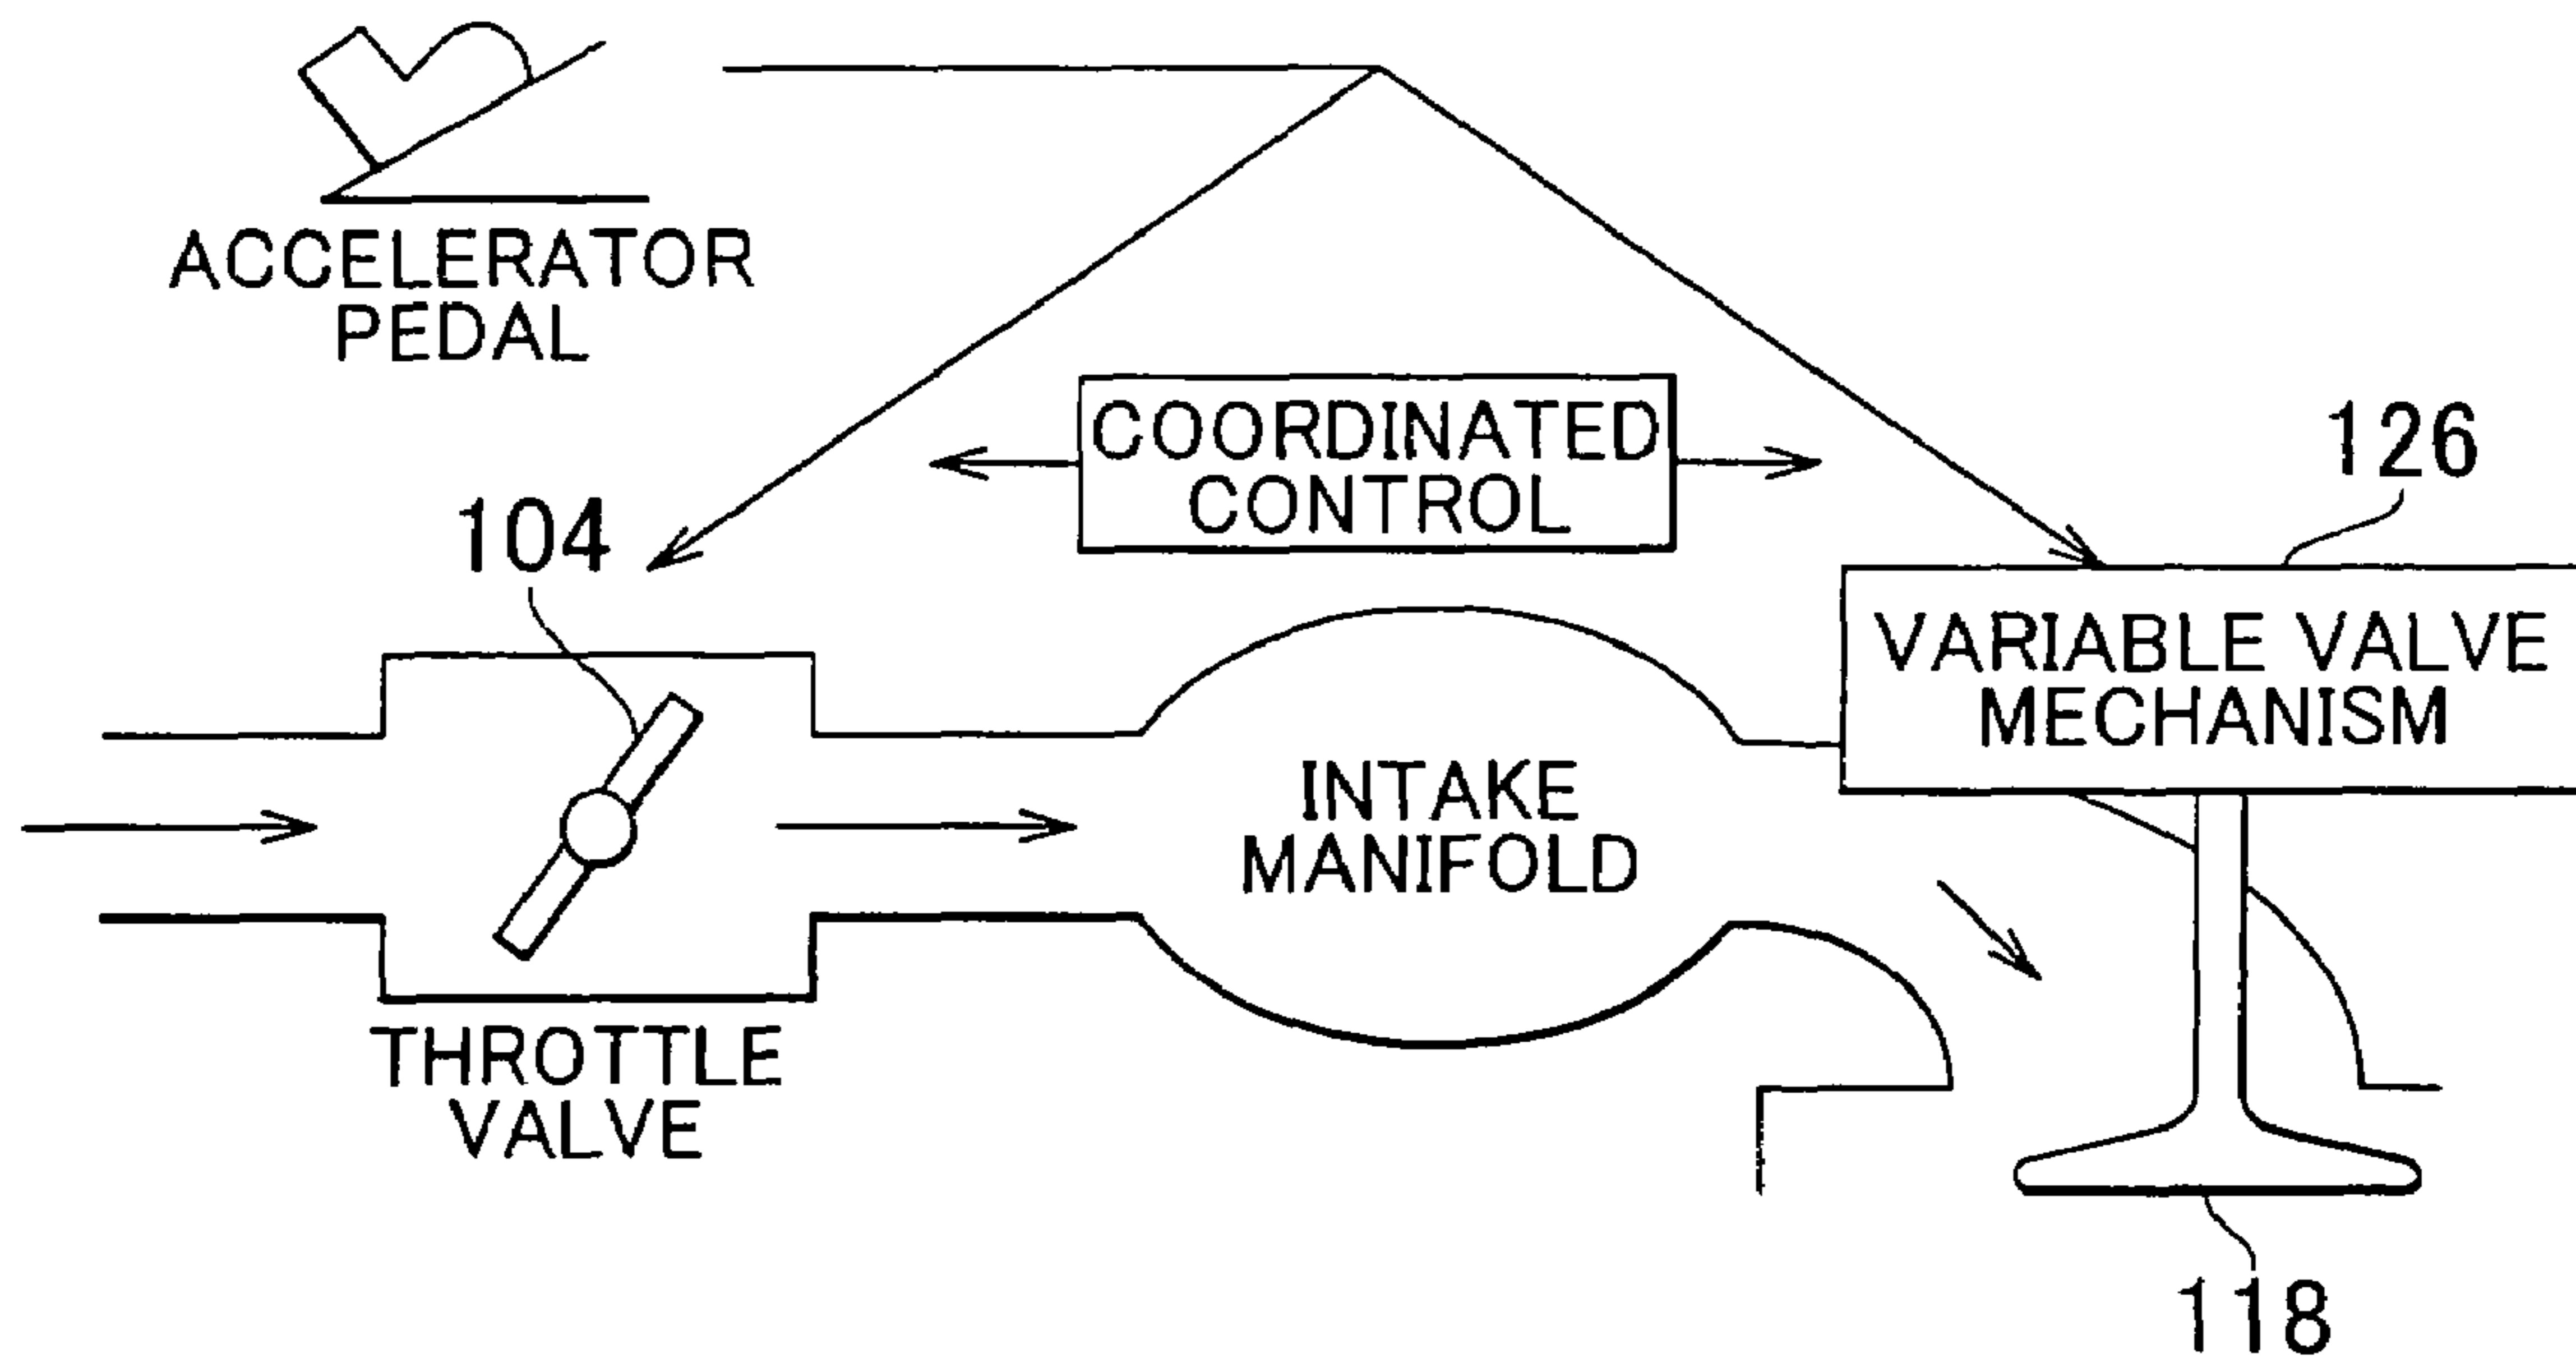 ACCELERATOR
PEDAL
COORDINATED
CONTROL
126
104
VARIABLE VALVE
MECHANISM
INTAKE
MANIFOLD
THROTTLE
VALVE
118